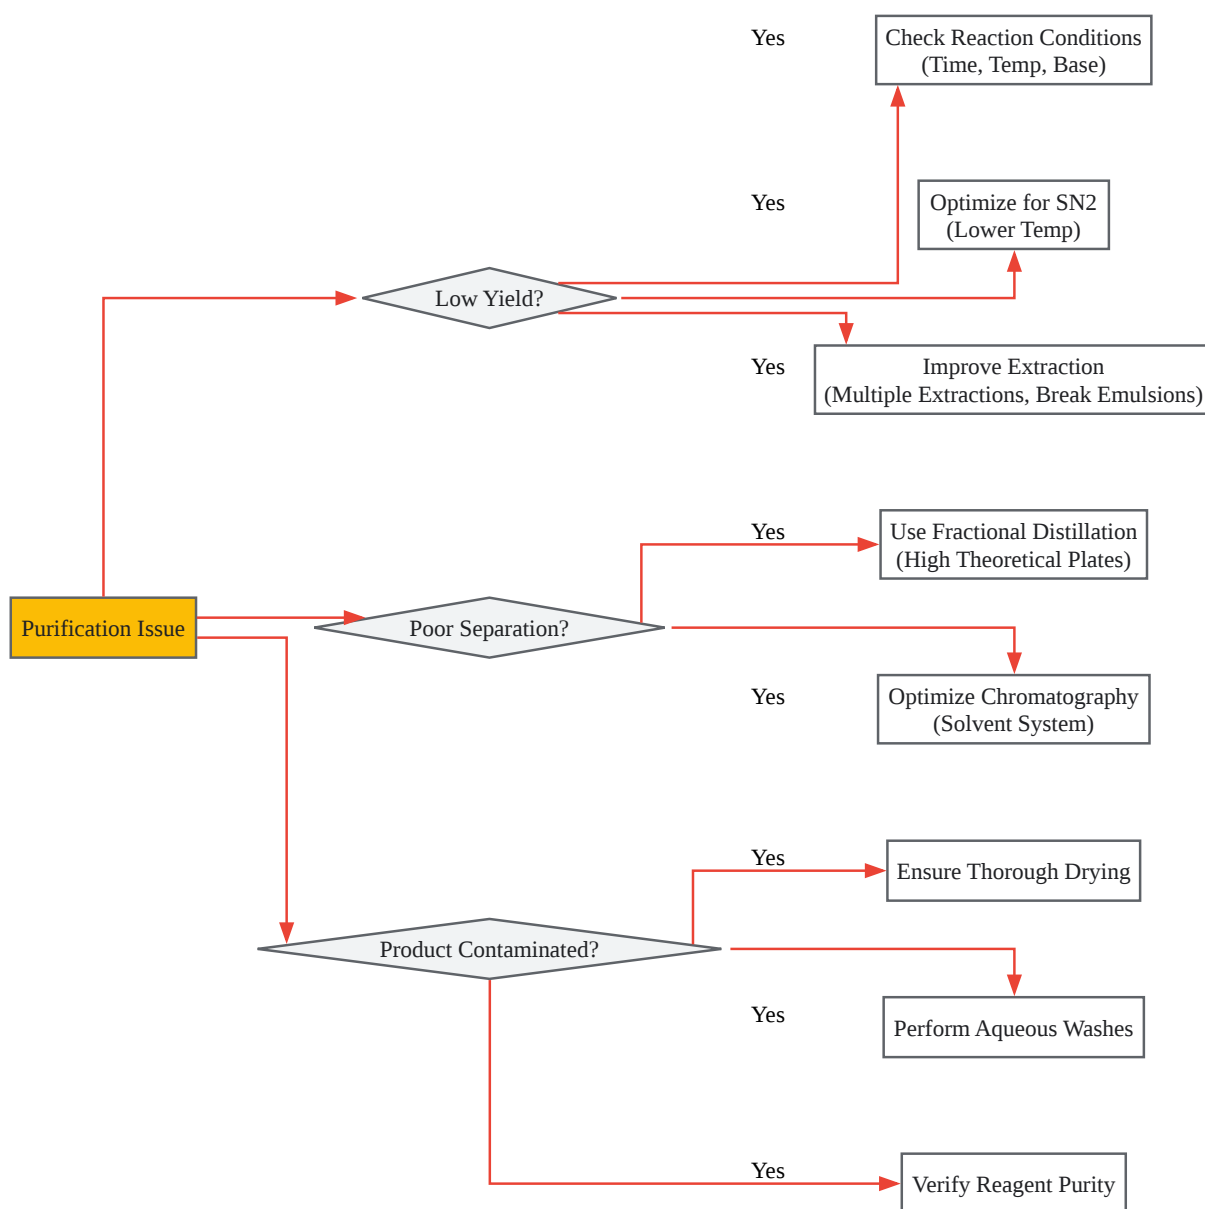 Yes
Check Reaction Conditions
(Time, Temp, Base)
Yes
Optimize for SN2
(Lower Temp)
Low Yield?
Yes
Improve Extraction
(Multiple Extractions, Break Emulsions)
Yes
Use Fractional Distillation
(High Theoretical Plates)
Purification Issue
Poor Separation?
Yes
Optimize Chromatography
(Solvent System)
Yes
Ensure Thorough Drying
Product Contaminated?
Yes
Perform Aqueous Washes
Yes
Verify Reagent Purity